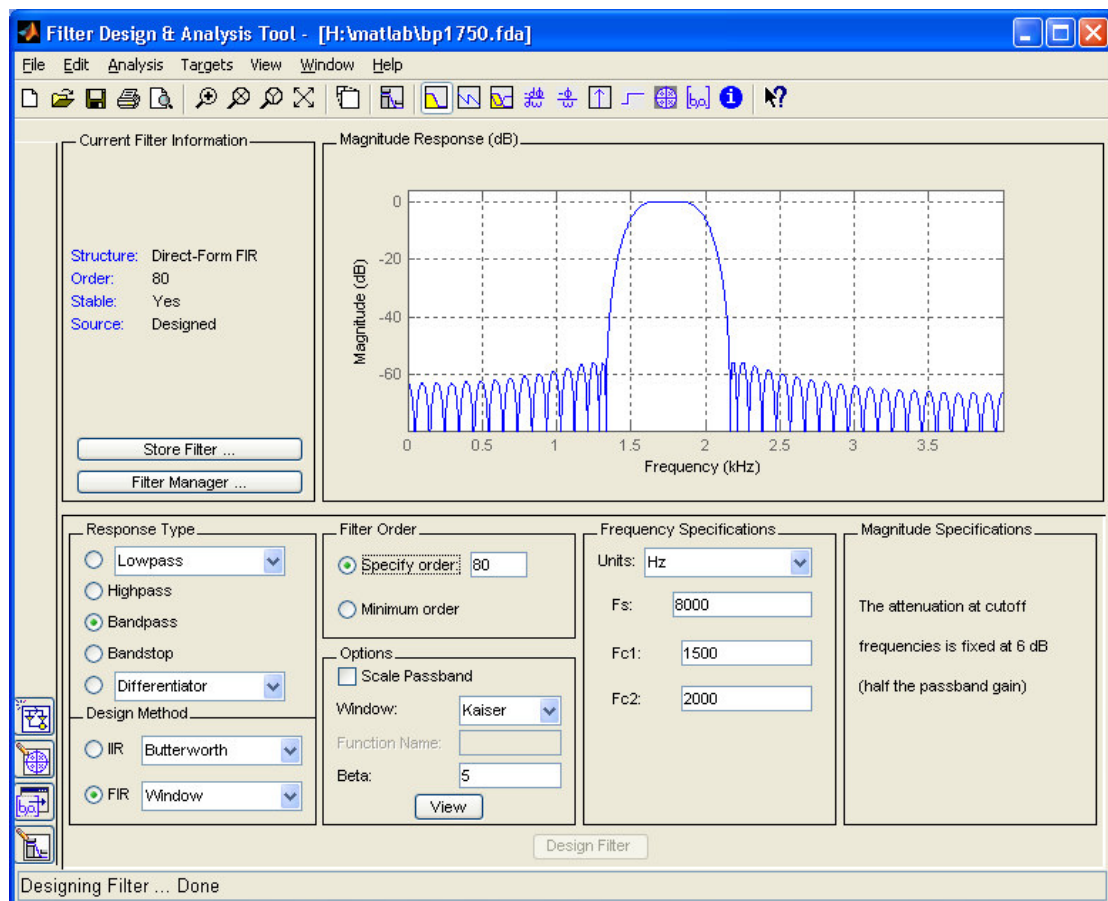 Filter Design & Analysis Tool - [H:\matlab\bp1750.fda]
File Edit Analysis Targets View Window Help
Current Filter Information
Structure: Direct-Form FIR
Order: 80
Stable: Yes
Source: Designed
Store Filter ...
Filter Manager ...
Magnitude Response (dB)
Magnitude (dB)
0
-20
-40
-60
0 0.5 1 1.5 2 2.5 3 3.5
Frequency (kHz)
Response Type
Lowpass
Highpass
Bandpass
Bandstop
Differentiator
Design Method
IIR Butterworth
FIR Window
Filter Order
Specify order: 80
Minimum order
Options
Scale Passband
Window: Kaiser
Function Name:
Beta: 5
View
Frequency Specifications
Units: Hz
Fs: 8000
Fc1: 1500
Fc2: 2000
Magnitude Specifications
The attenuation at cutoff
frequencies is fixed at 6 dB
(half the passband gain)
Design Filter
Designing Filter ... Done